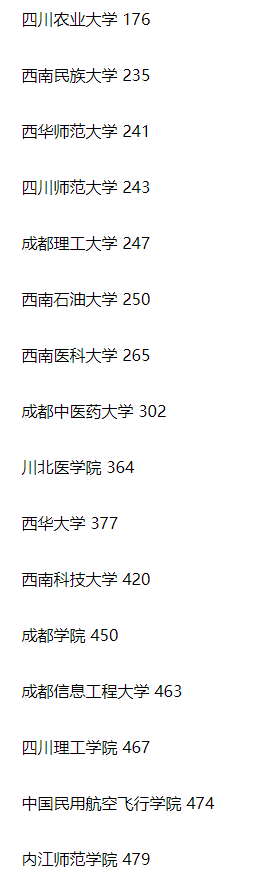 四川农业大学 176
西南民族大学 235
西华师范大学 241
四川师范大学 243
成都理工大学 247
西南石油大学 250
西南医科大学 265
成都中医药大学 302
川北医学院 364
西华大学 377
西南科技大学 420
成都学院 450
成都信息工程大学 463
四川理工学院 467
中国民用航空飞行学院 474
内江师范学院 479